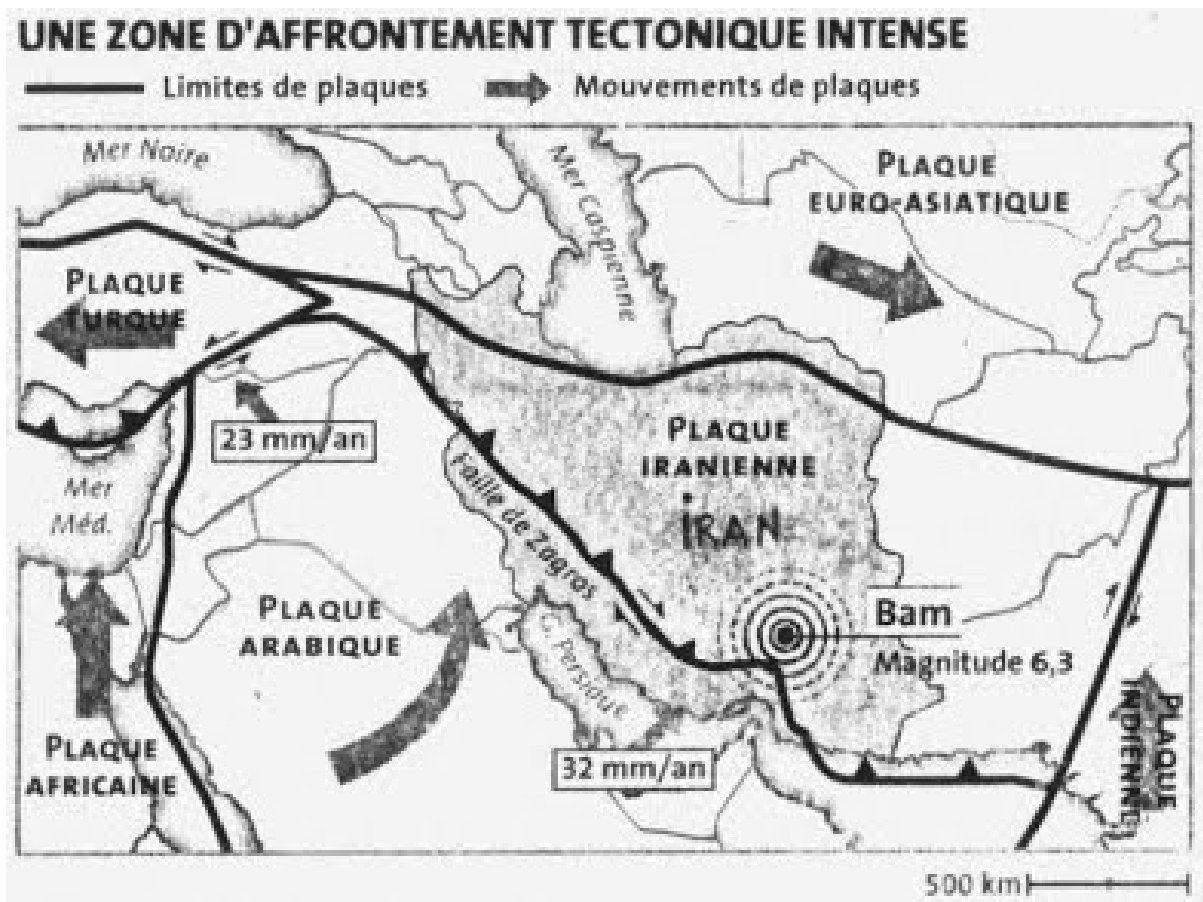 UNE ZONE D'AFFRONTEMENT TECTONIQUE INTENSE
Limites de plaques
Mouvements de plaques
Mer Noire
Mer Caspienne
PLAQUE
EURO-ASIATIQUE
PLAQUE
TURQUE
23 mm/an
PLAQUE
IRANIENNE
IRAN
Mer
Méd.
Faille de Zagros
PLAQUE
ARABIQUE
G. Persique
Bam
Magnitude 6,3
PLAQUE
INDIENNE
PLAQUE
AFRICAINE
32 mm/an
500 km